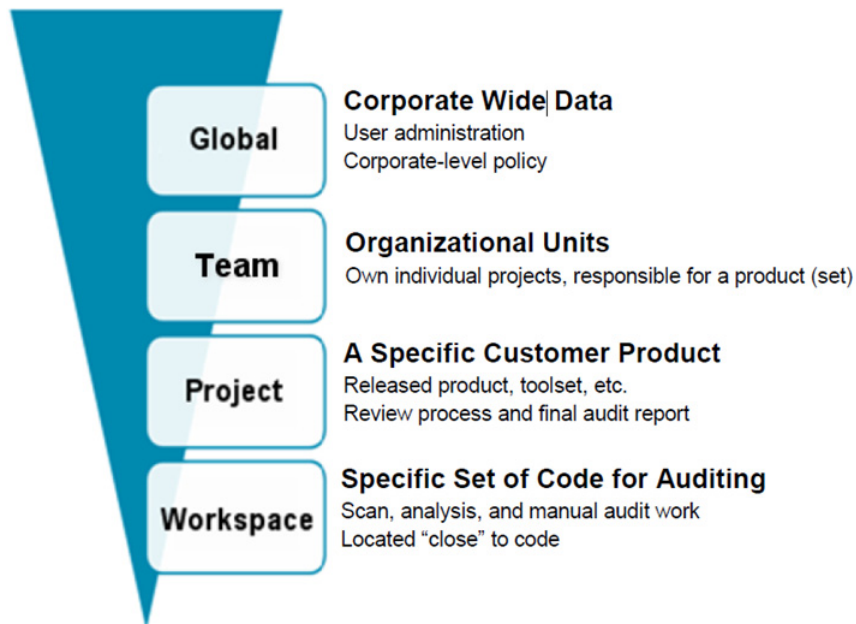 Global
Corporate Wide Data
User administration
Corporate-level policy
Team
Organizational Units
Own individual projects, responsible for a product (set)
Project
A Specific Customer Product
Released product, toolset, etc.
Review process and final audit report
Workspace
Specific Set of Code for Auditing
Scan, analysis, and manual audit work
Located “close” to code